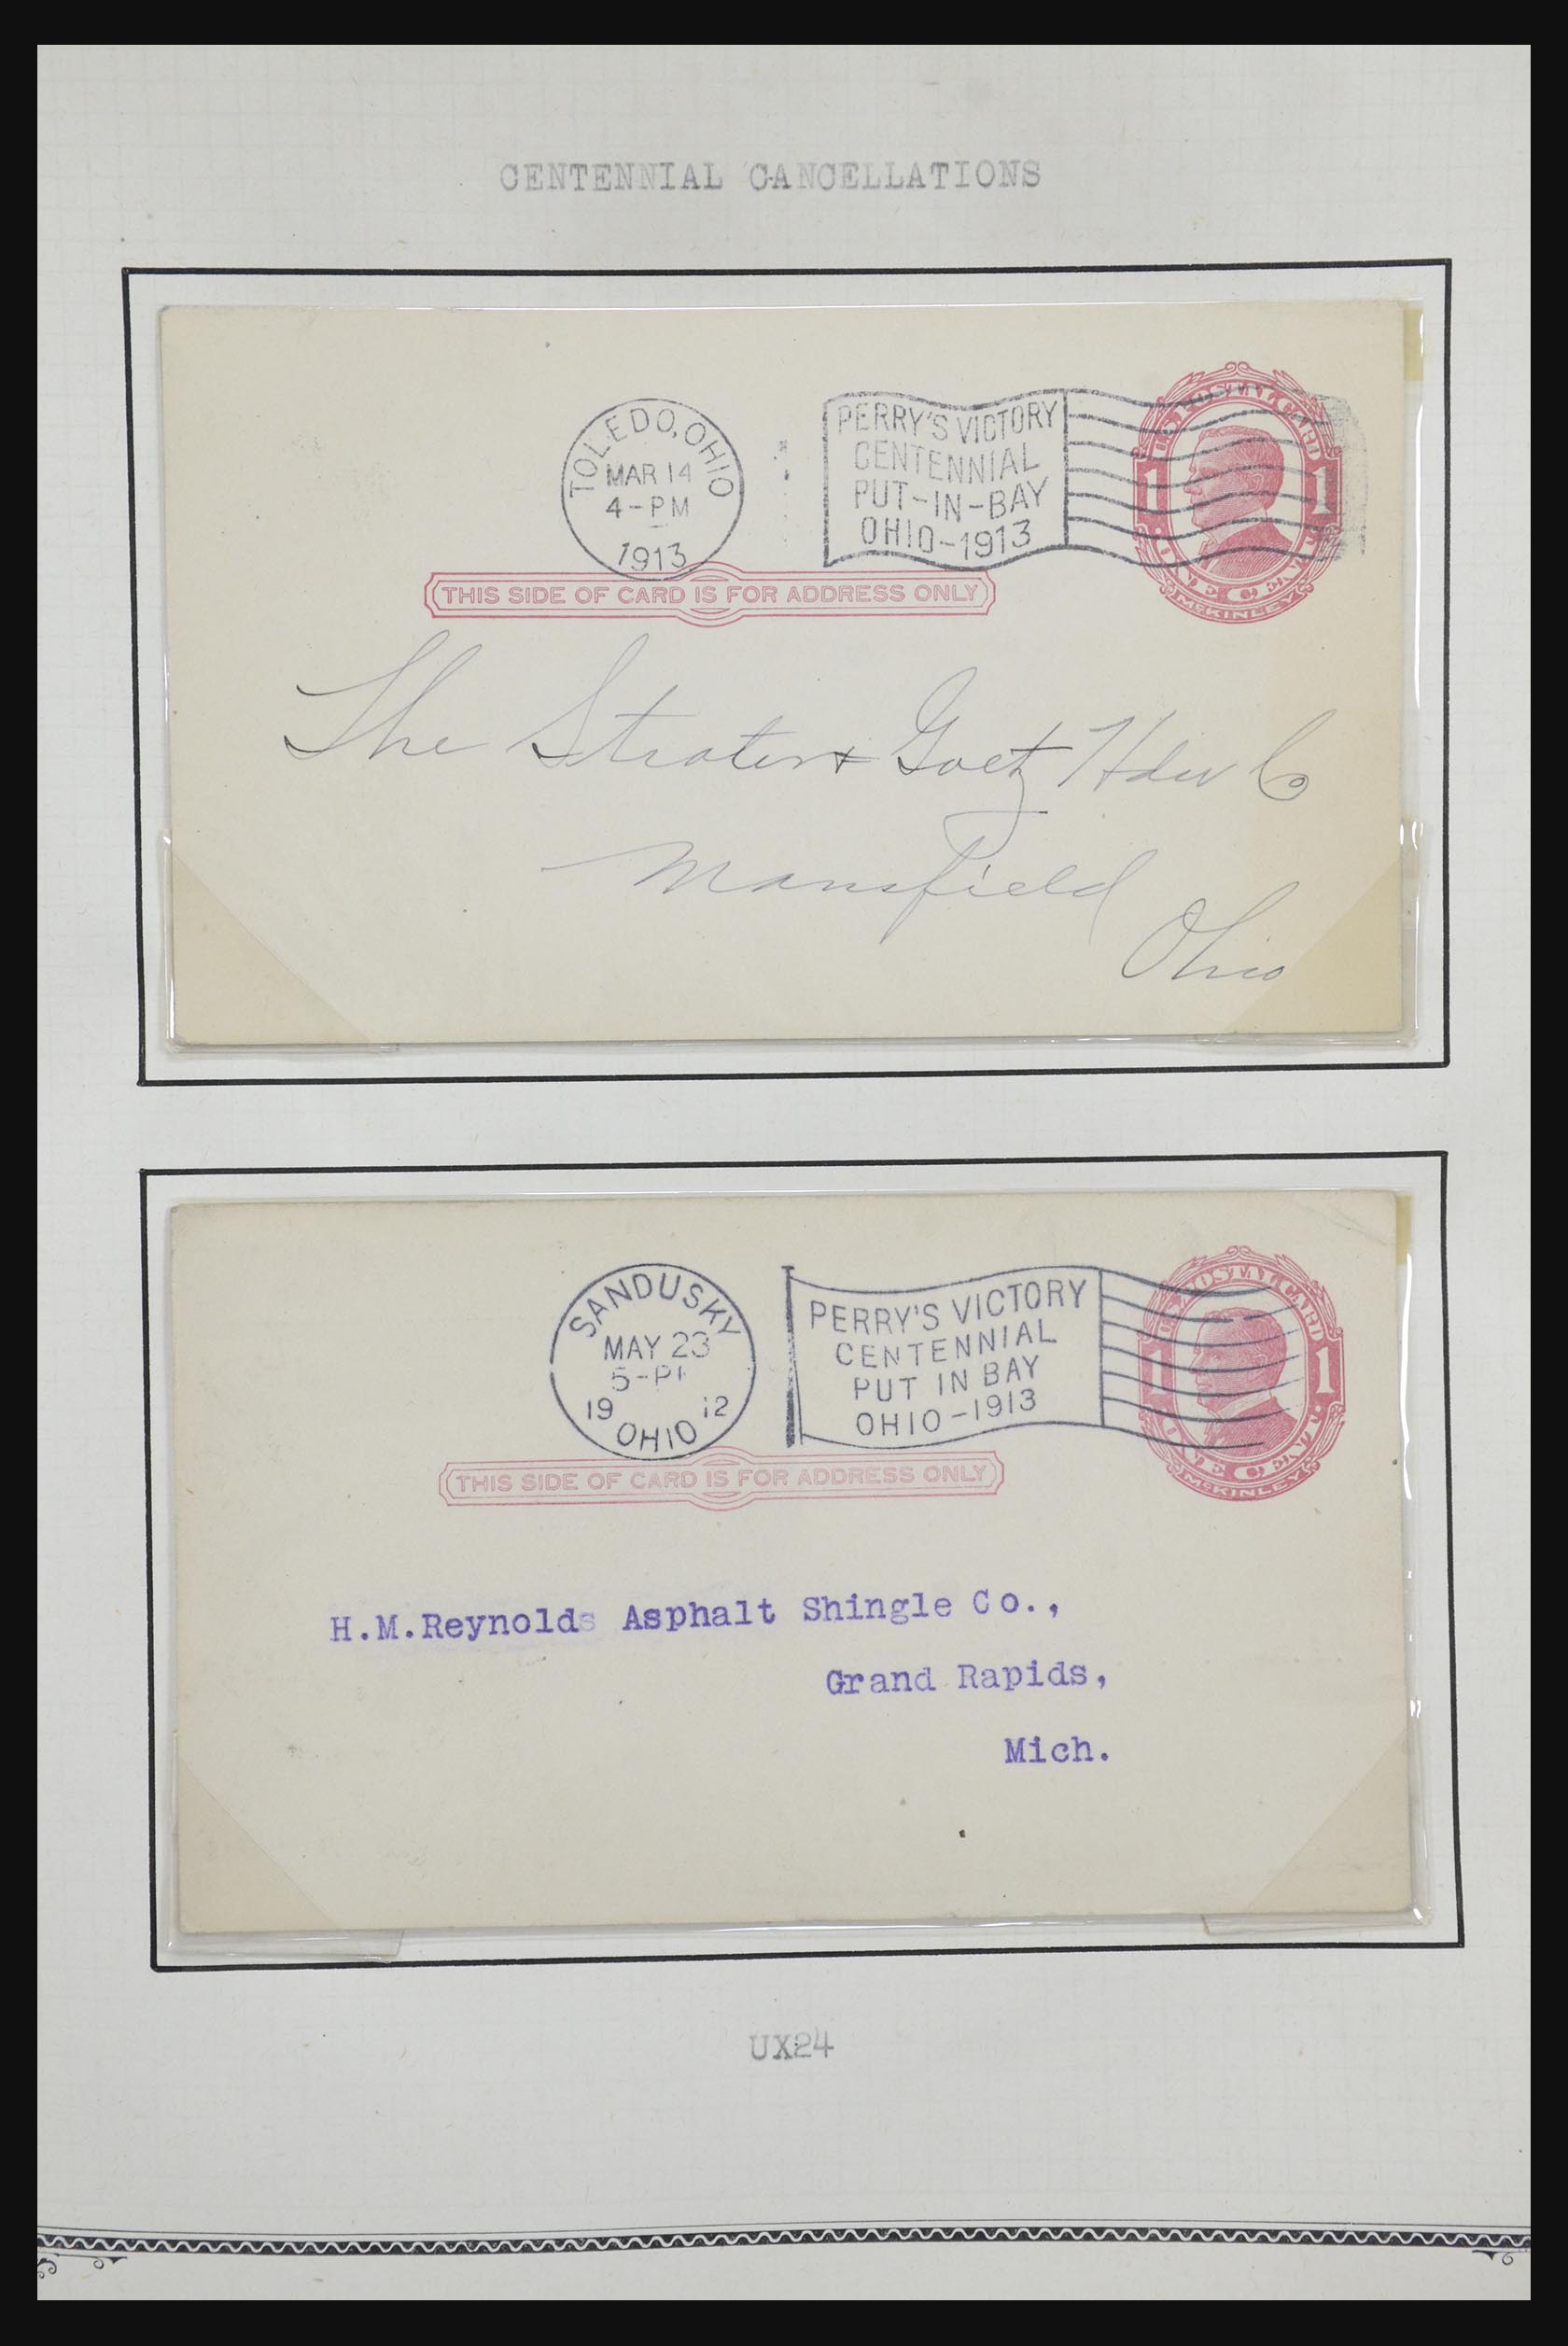 CENTENNIAL CANCELLATIONS
TOLEDO, OHIO
MAR 14
4-PM
1913
PERRY'S VICTORY
CENTENNIAL
PUT-IN-BAY
OHIO-1913
U.S. POSTAL CARD
1 1
ONE CENT
McKINLEY
THIS SIDE OF CARD IS FOR ADDRESS ONLY
The Strater & Goetz Hdw Co
Mansfield
Ohio
SANDUSKY
MAY 23
5-P
19 12
OHIO
PERRY'S VICTORY
CENTENNIAL
PUT IN BAY
OHIO-1913
U.S. POSTAL CARD
1 1
ONE CENT
McKINLEY
THIS SIDE OF CARD IS FOR ADDRESS ONLY
H.M.Reynolds Asphalt Shingle Co.,
Grand Rapids,
Mich.
UX24